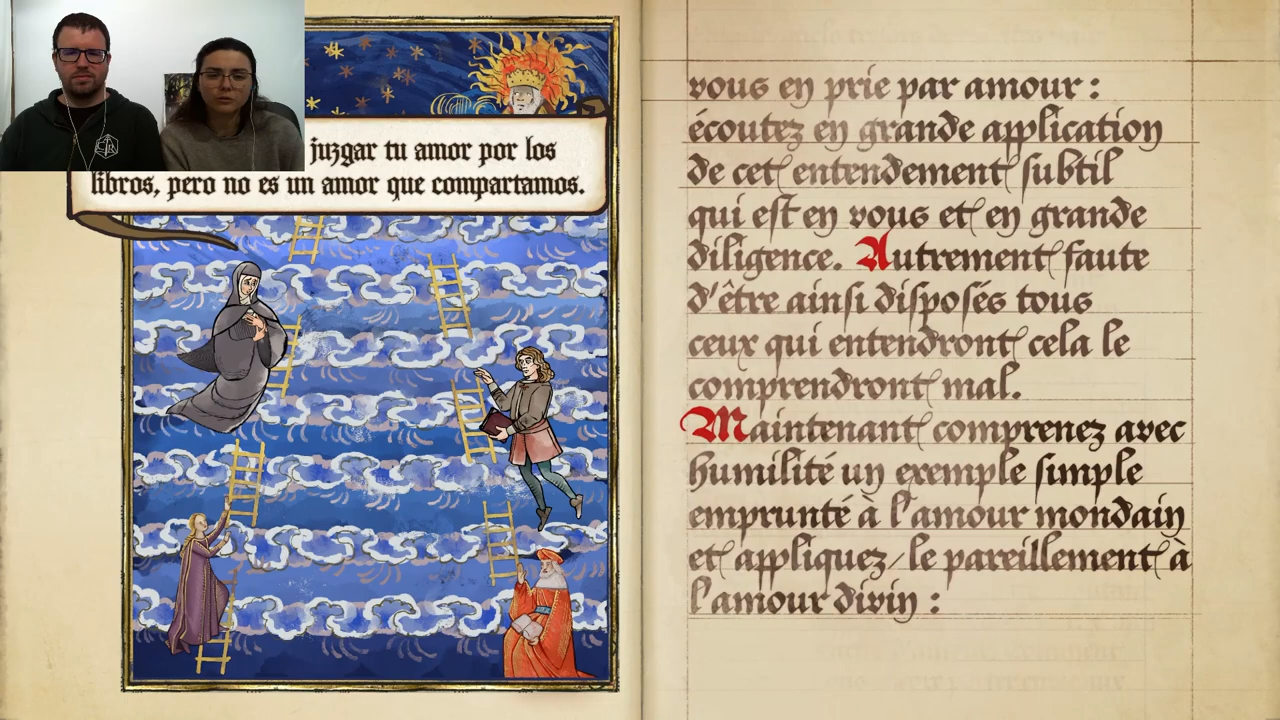 juzgar tu amor por los
libros, pero no es un amor que compartamos.
vous en prie par amour :
écoutez en grande application
de cet entendement subtil
qui est en vous et en grande
diligence. Autrement faute
d'être ainsi disposés tous
ceux qui entendront cela le
comprendront mal.
Maintenant comprenez avec
humilité un exemple simple
emprunté à l'amour mondain
et appliquez-le pareillement à
l'amour divin :